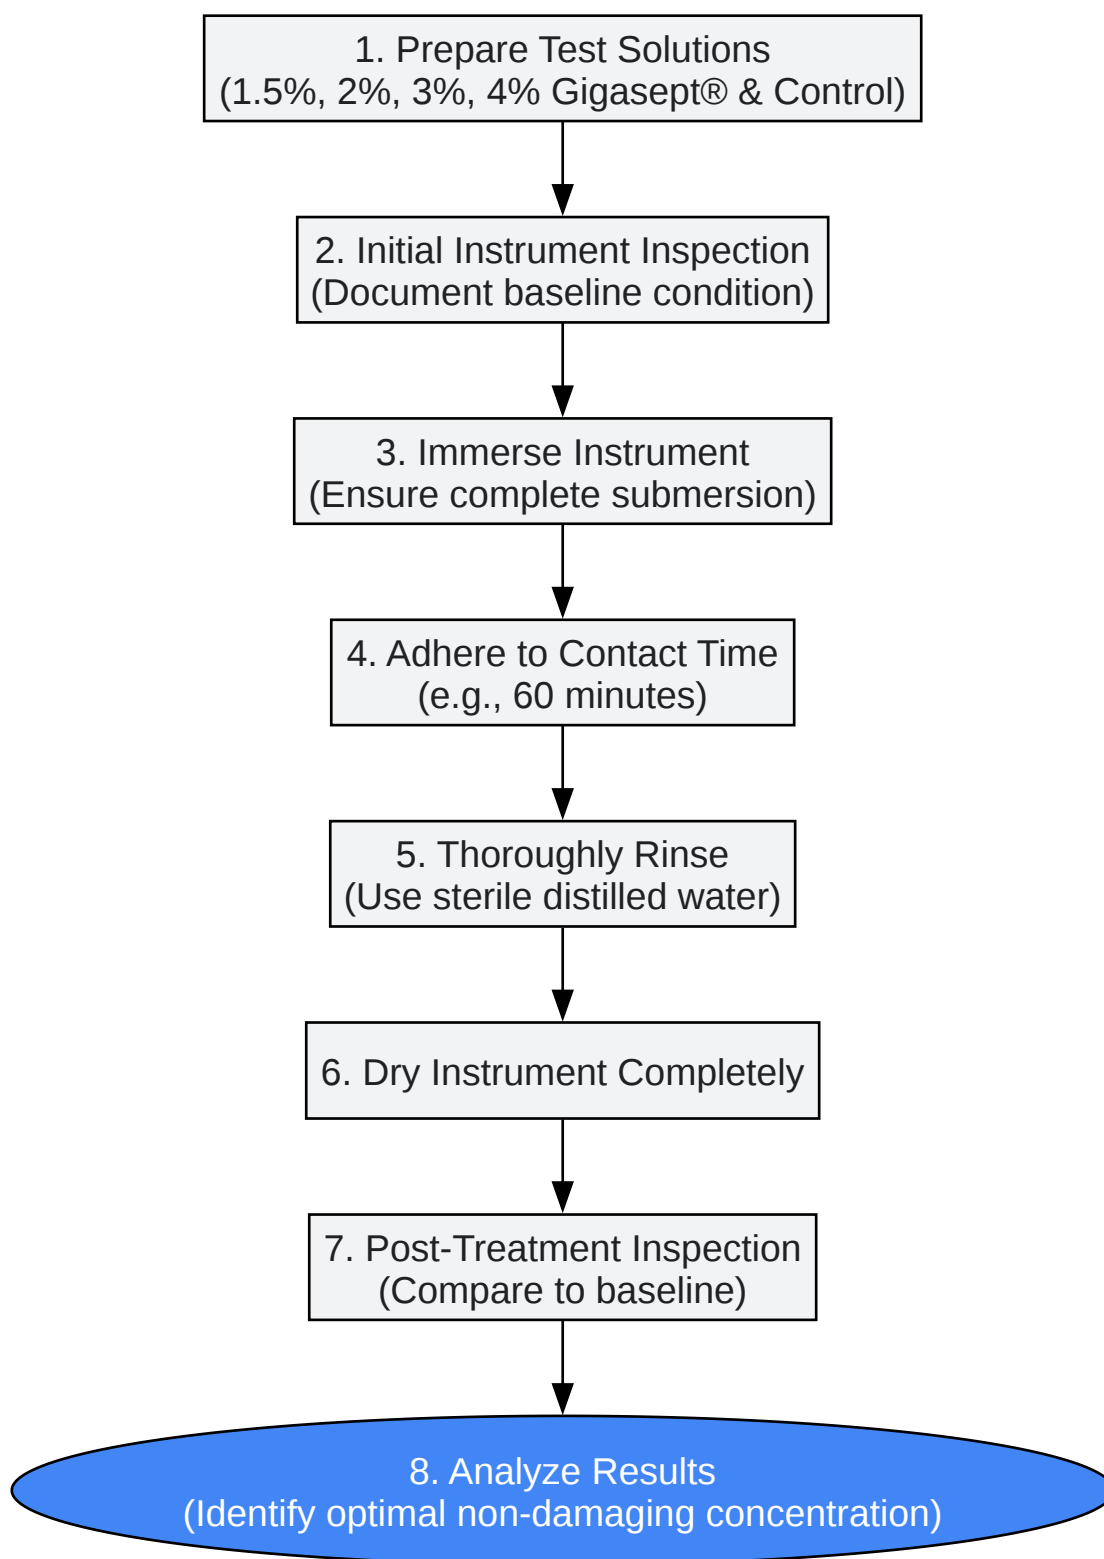 1. Prepare Test Solutions
(1.5%, 2%, 3%, 4% Gigasept® & Control)
2. Initial Instrument Inspection
(Document baseline condition)
3. Immerse Instrument
(Ensure complete submersion)
4. Adhere to Contact Time
(e.g., 60 minutes)
5. Thoroughly Rinse
(Use sterile distilled water)
6. Dry Instrument Completely
7. Post-Treatment Inspection
(Compare to baseline)
8. Analyze Results
(Identify optimal non-damaging concentration)